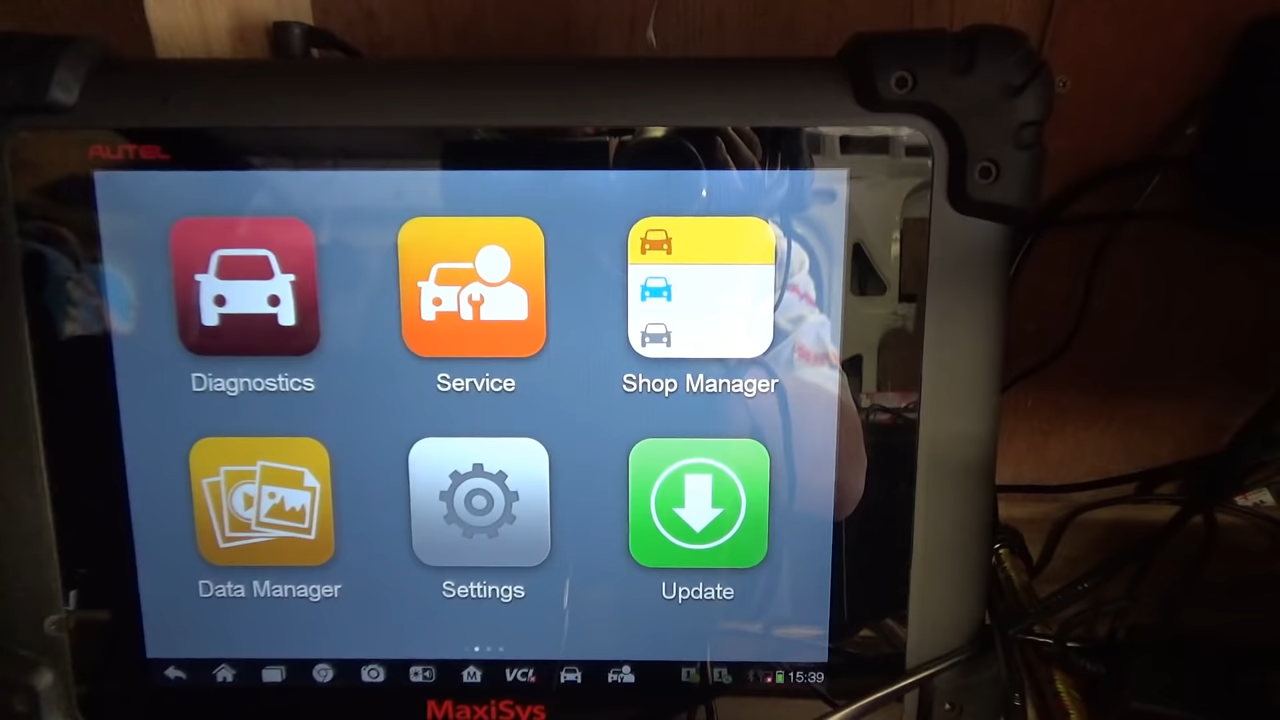 AUTEL
Diagnostics
Service
Shop Manager
Data Manager
Settings
Update
VCI
15:39
MaxiSys